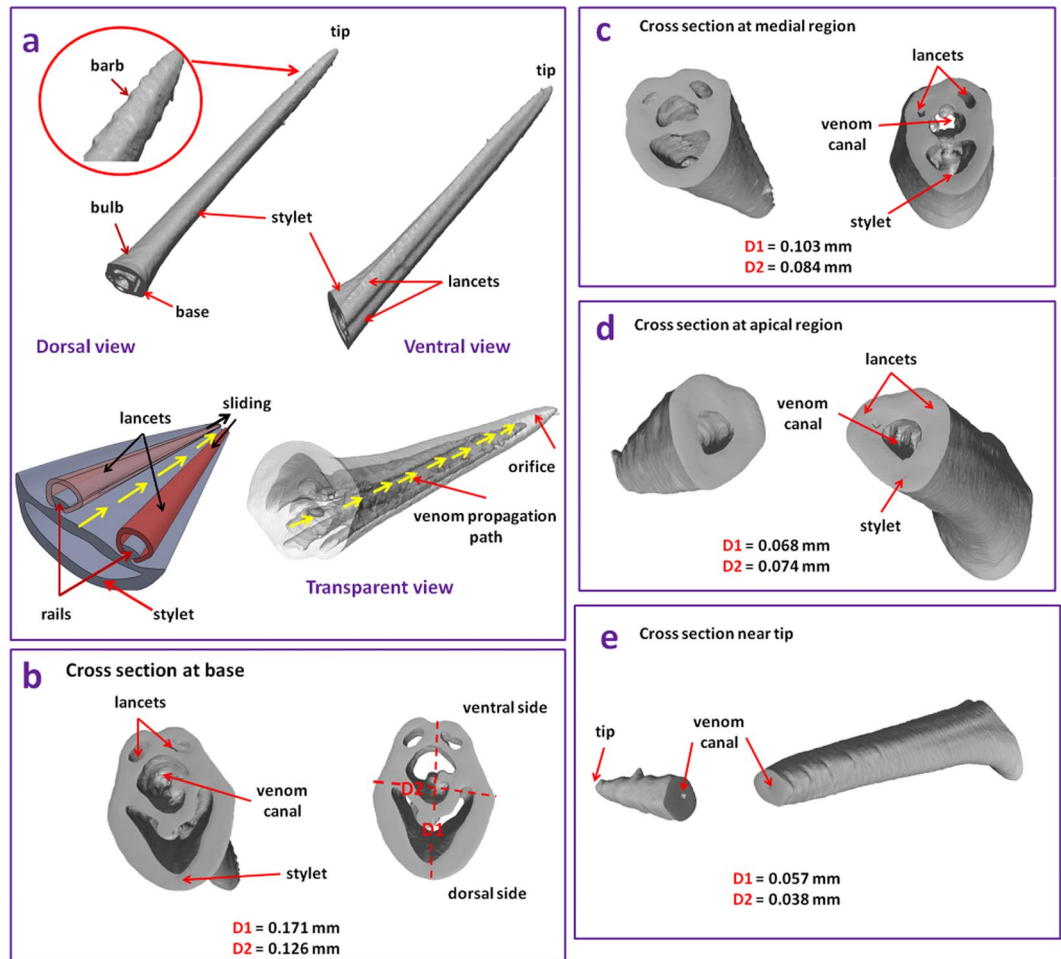 a
tip
barb
tip
bulb
stylet
lancets
base
Dorsal view
Ventral view
lancets
sliding
orifice
venom propagation
path
rails
stylet
Transparent view
b
Cross section at base
lancets
ventral side
venom
canal
D2
D1
stylet
dorsal side
D1 = 0.171 mm
D2 = 0.126 mm
c
Cross section at medial region
lancets
venom
canal
stylet
D1 = 0.103 mm
D2 = 0.084 mm
d
Cross section at apical region
lancets
venom
canal
stylet
D1 = 0.068 mm
D2 = 0.074 mm
e
Cross section near tip
tip
venom
canal
D1 = 0.057 mm
D2 = 0.038 mm